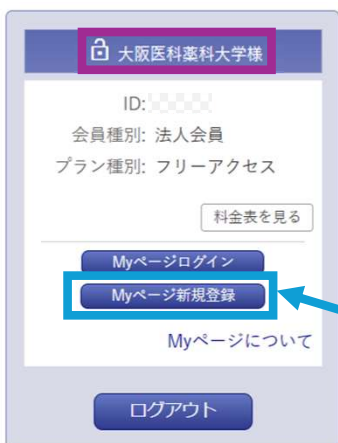 大阪医科薬科大学様
ID:
会員種別: 法人会員
プラン種別: フリーアクセス
料金表を見る
Myページログイン
Myページ新規登録
Myページについて
ログアウト